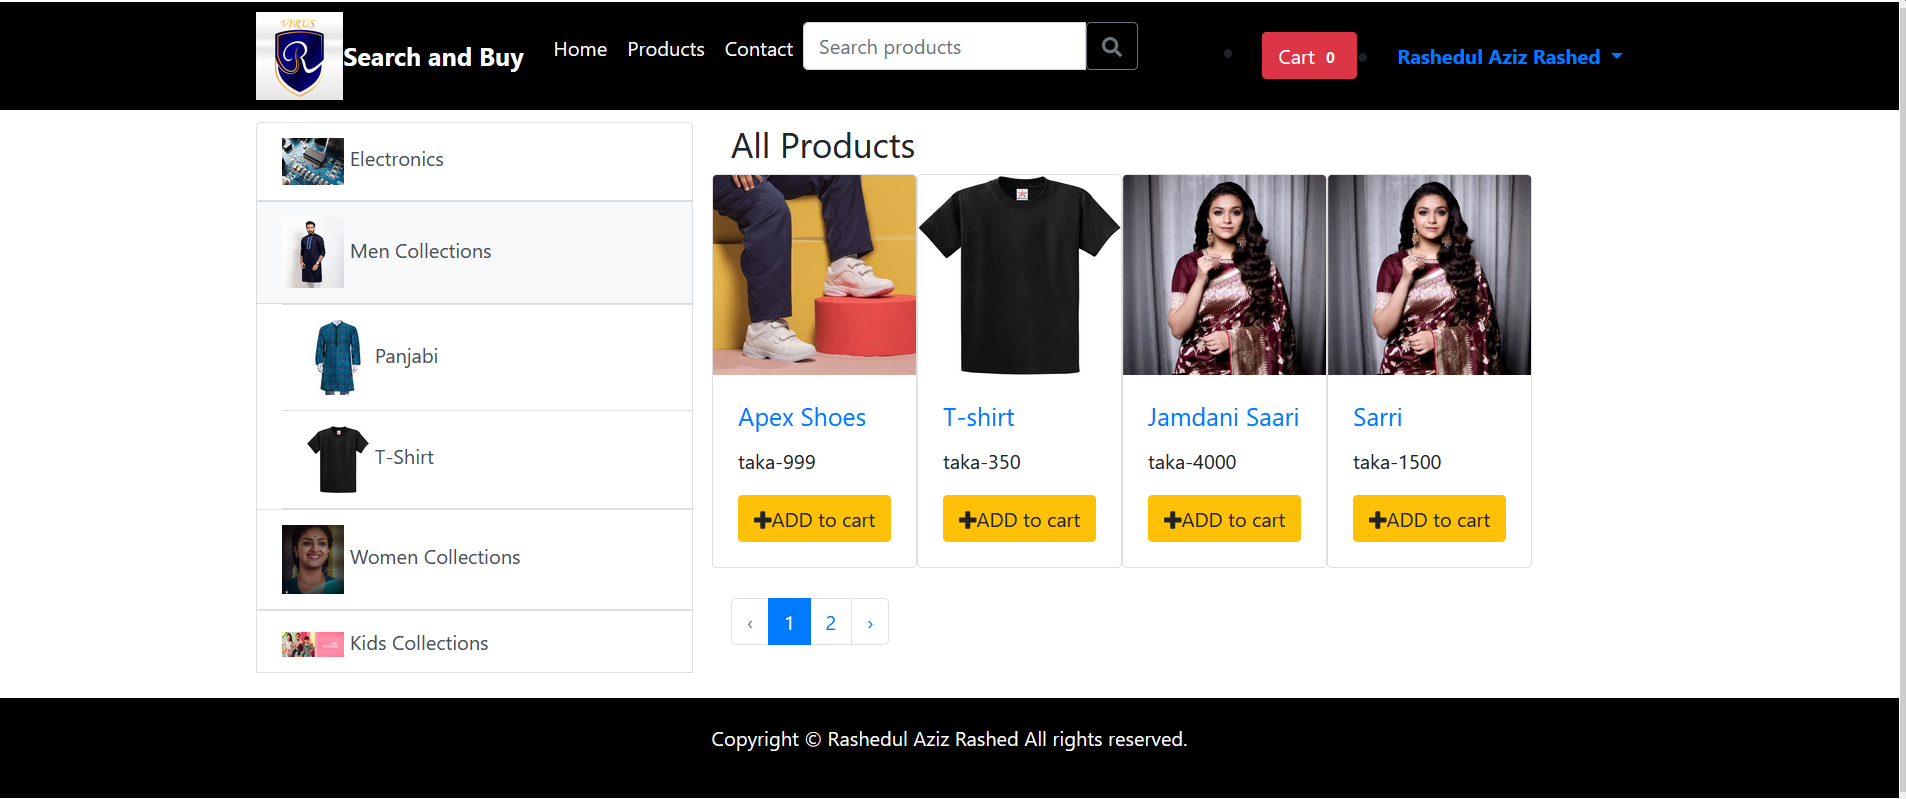 VIRUS
R
Search and Buy
Home
Products
Contact
Search products
Cart 0
Rashedul Aziz Rashed
Electronics
Men Collections
Panjabi
T-Shirt
Women Collections
Kids Collections
All Products
Apex Shoes
taka-999
ADD to cart
T-shirt
taka-350
ADD to cart
Jamdani Saari
taka-4000
ADD to cart
Sarri
taka-1500
ADD to cart
‹ 1 2 ›
Copyright © Rashedul Aziz Rashed All rights reserved.